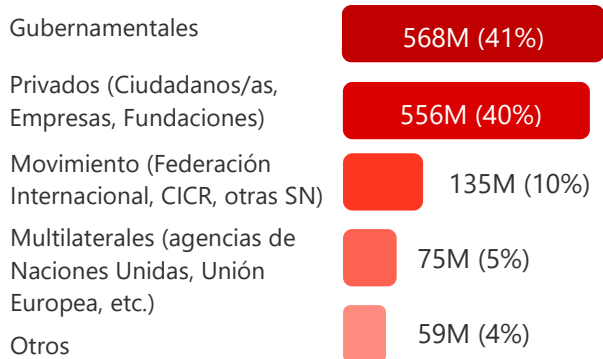 Gubernamentales
568M (41%)
Privados (Ciudadanos/as,
Empresas, Fundaciones)
556M (40%)
Movimiento (Federación
Internacional, CICR, otras SN)
135M (10%)
Multilaterales (agencias de
Naciones Unidas, Unión
Europea, etc.)
75M (5%)
Otros
59M (4%)